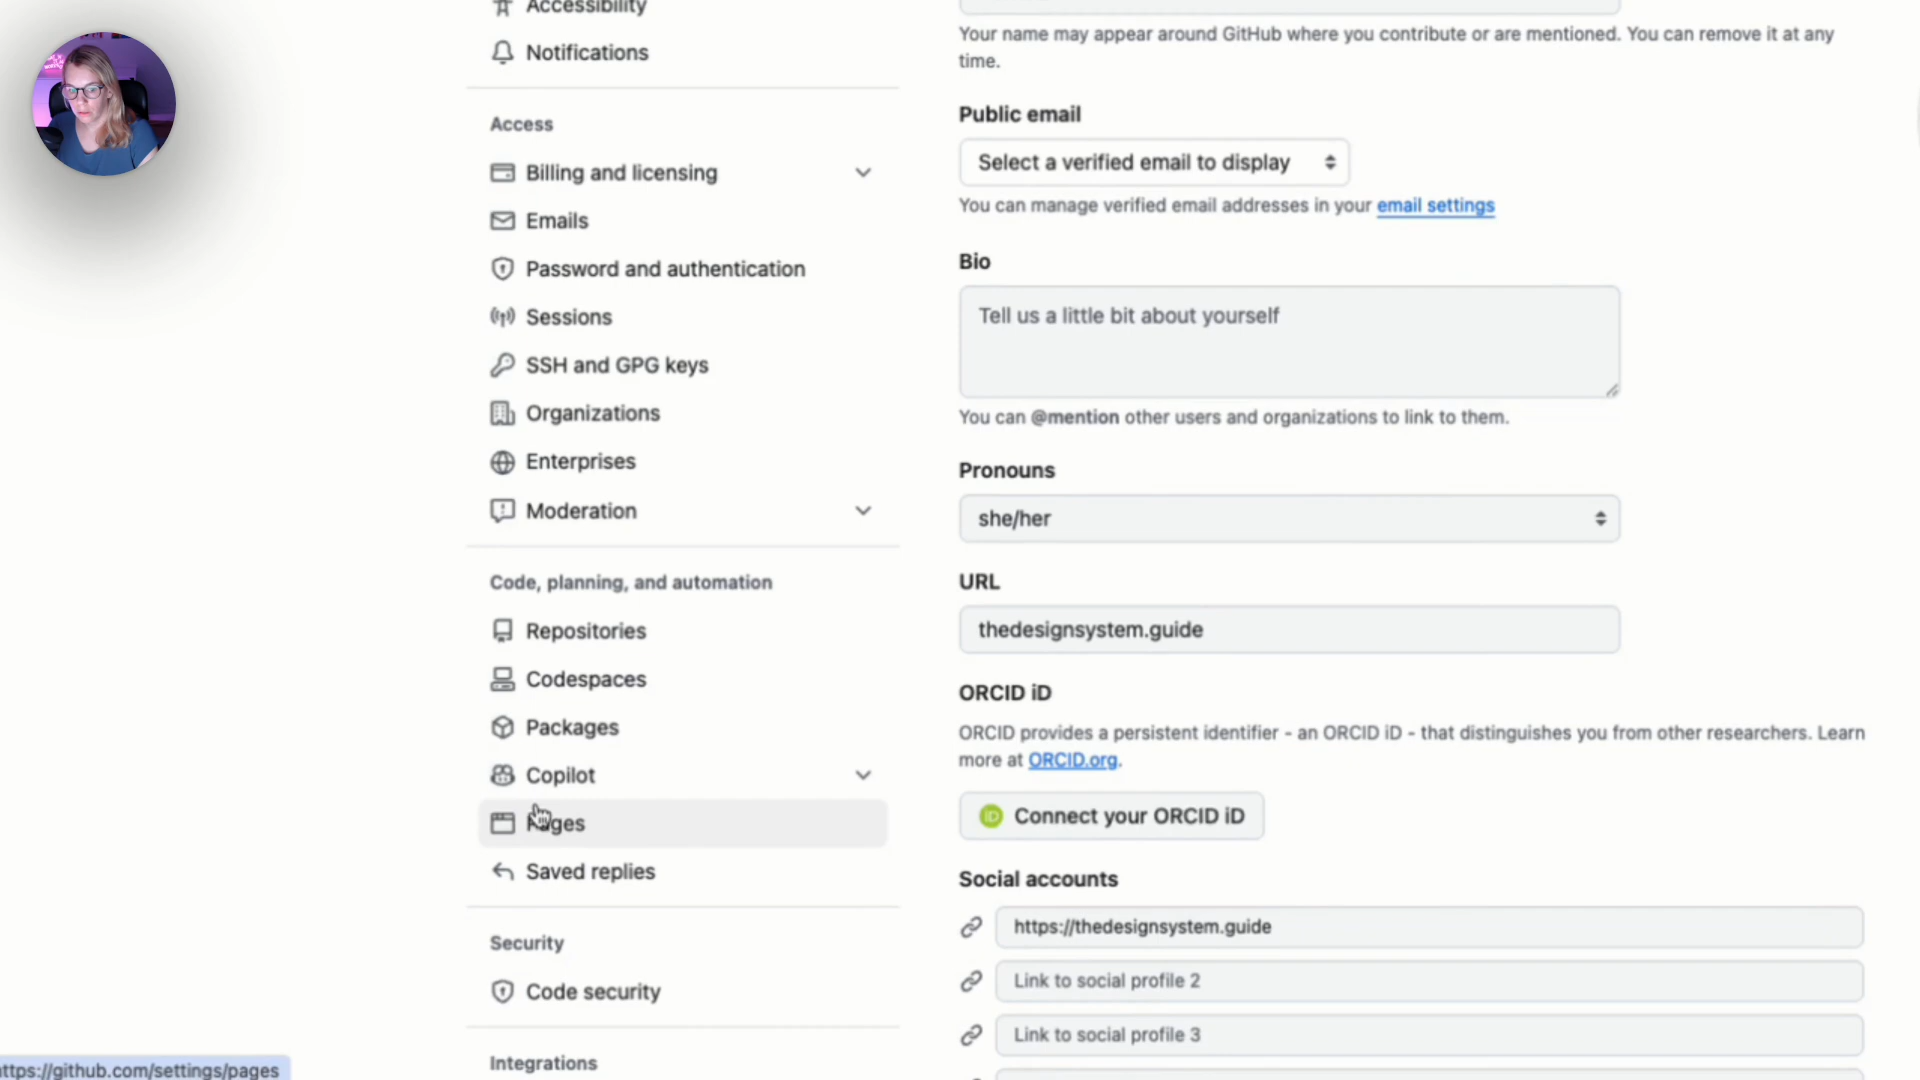 Accessibility
Notifications
Access
Billing and licensing
Emails
Password and authentication
Sessions
SSH and GPG keys
Organizations
Enterprises
Moderation
Code, planning, and automation
Repositories
Codespaces
Packages
Copilot
Pages
Saved replies
Security
Code security
Integrations
Your name may appear around GitHub where you contribute or are mentioned. You can remove it at any
time.
Public email
Select a verified email to display
You can manage verified email addresses in your email settings
Bio
Tell us a little bit about yourself
You can @mention other users and organizations to link to them.
Pronouns
she/her
URL
thedesignsystem.guide
ORCID iD
ORCID provides a persistent identifier - an ORCID iD - that distinguishes you from other researchers. Learn
more at ORCID.org.
iD Connect your ORCID iD
Social accounts
https://thedesignsystem.guide
Link to social profile 2
Link to social profile 3
ttps://github.com/settings/pages